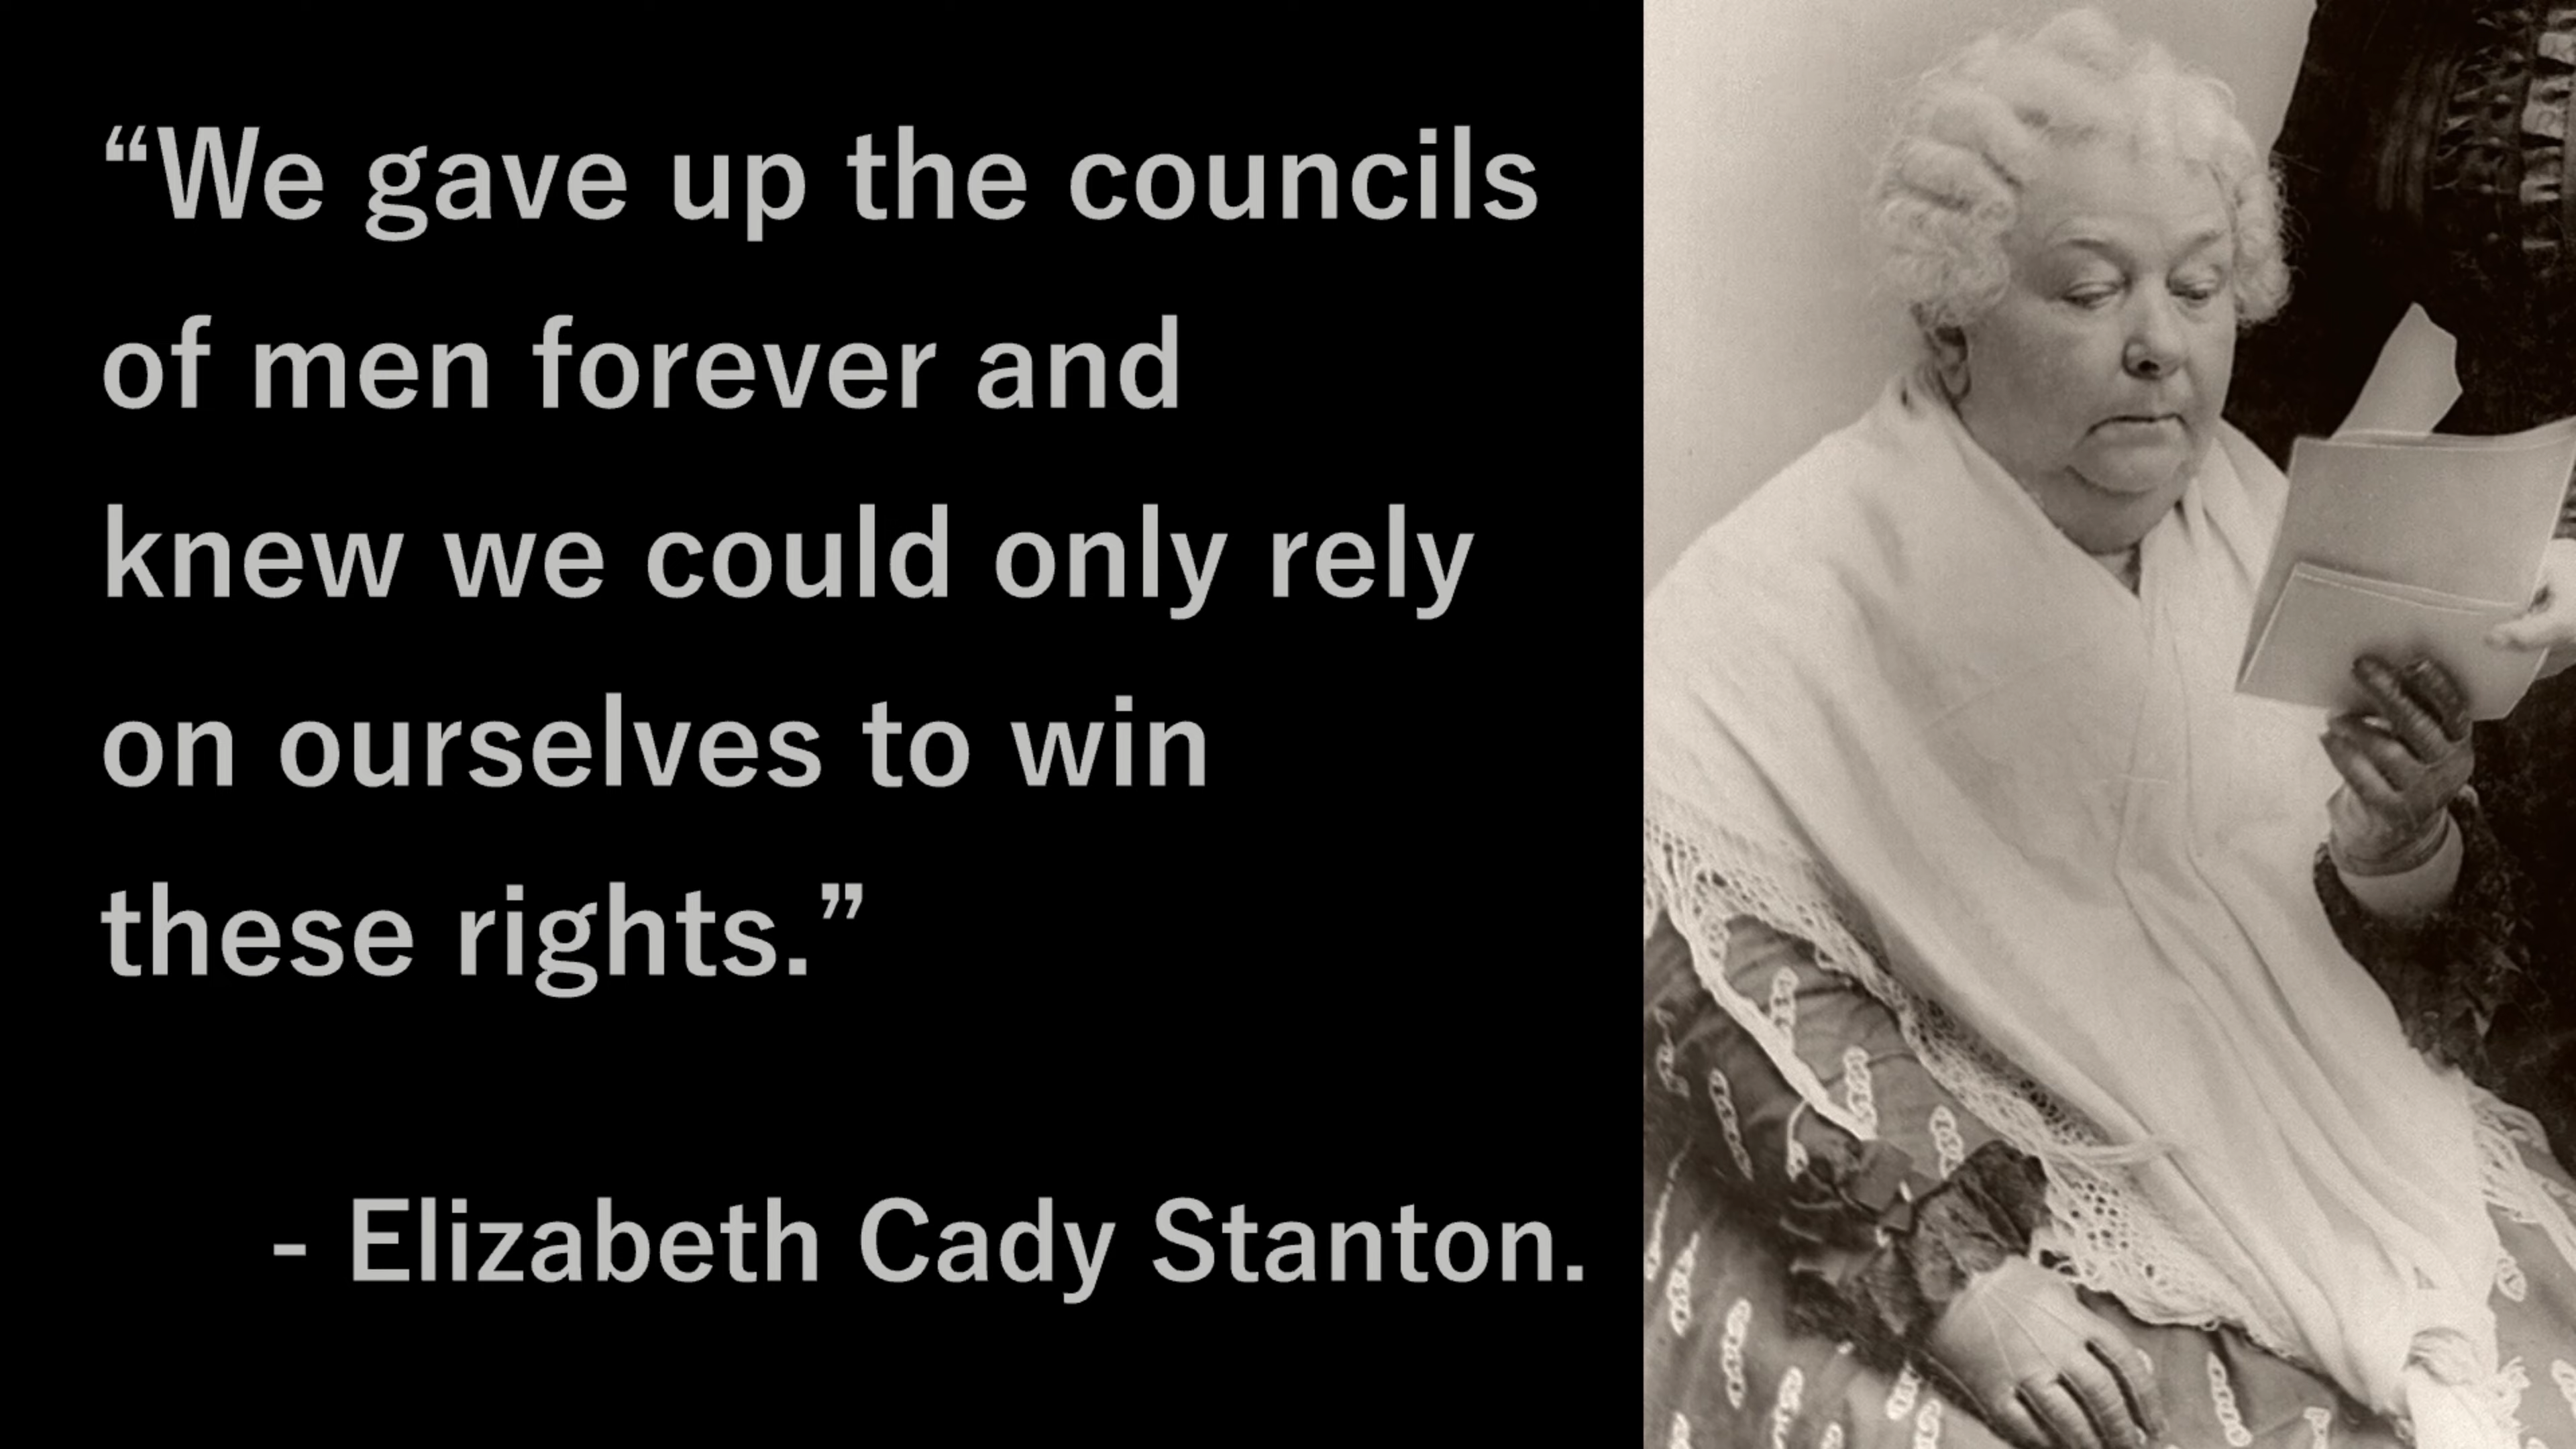 “We gave up the councils
of men forever and
knew we could only rely
on ourselves to win
these rights.”
- Elizabeth Cady Stanton.